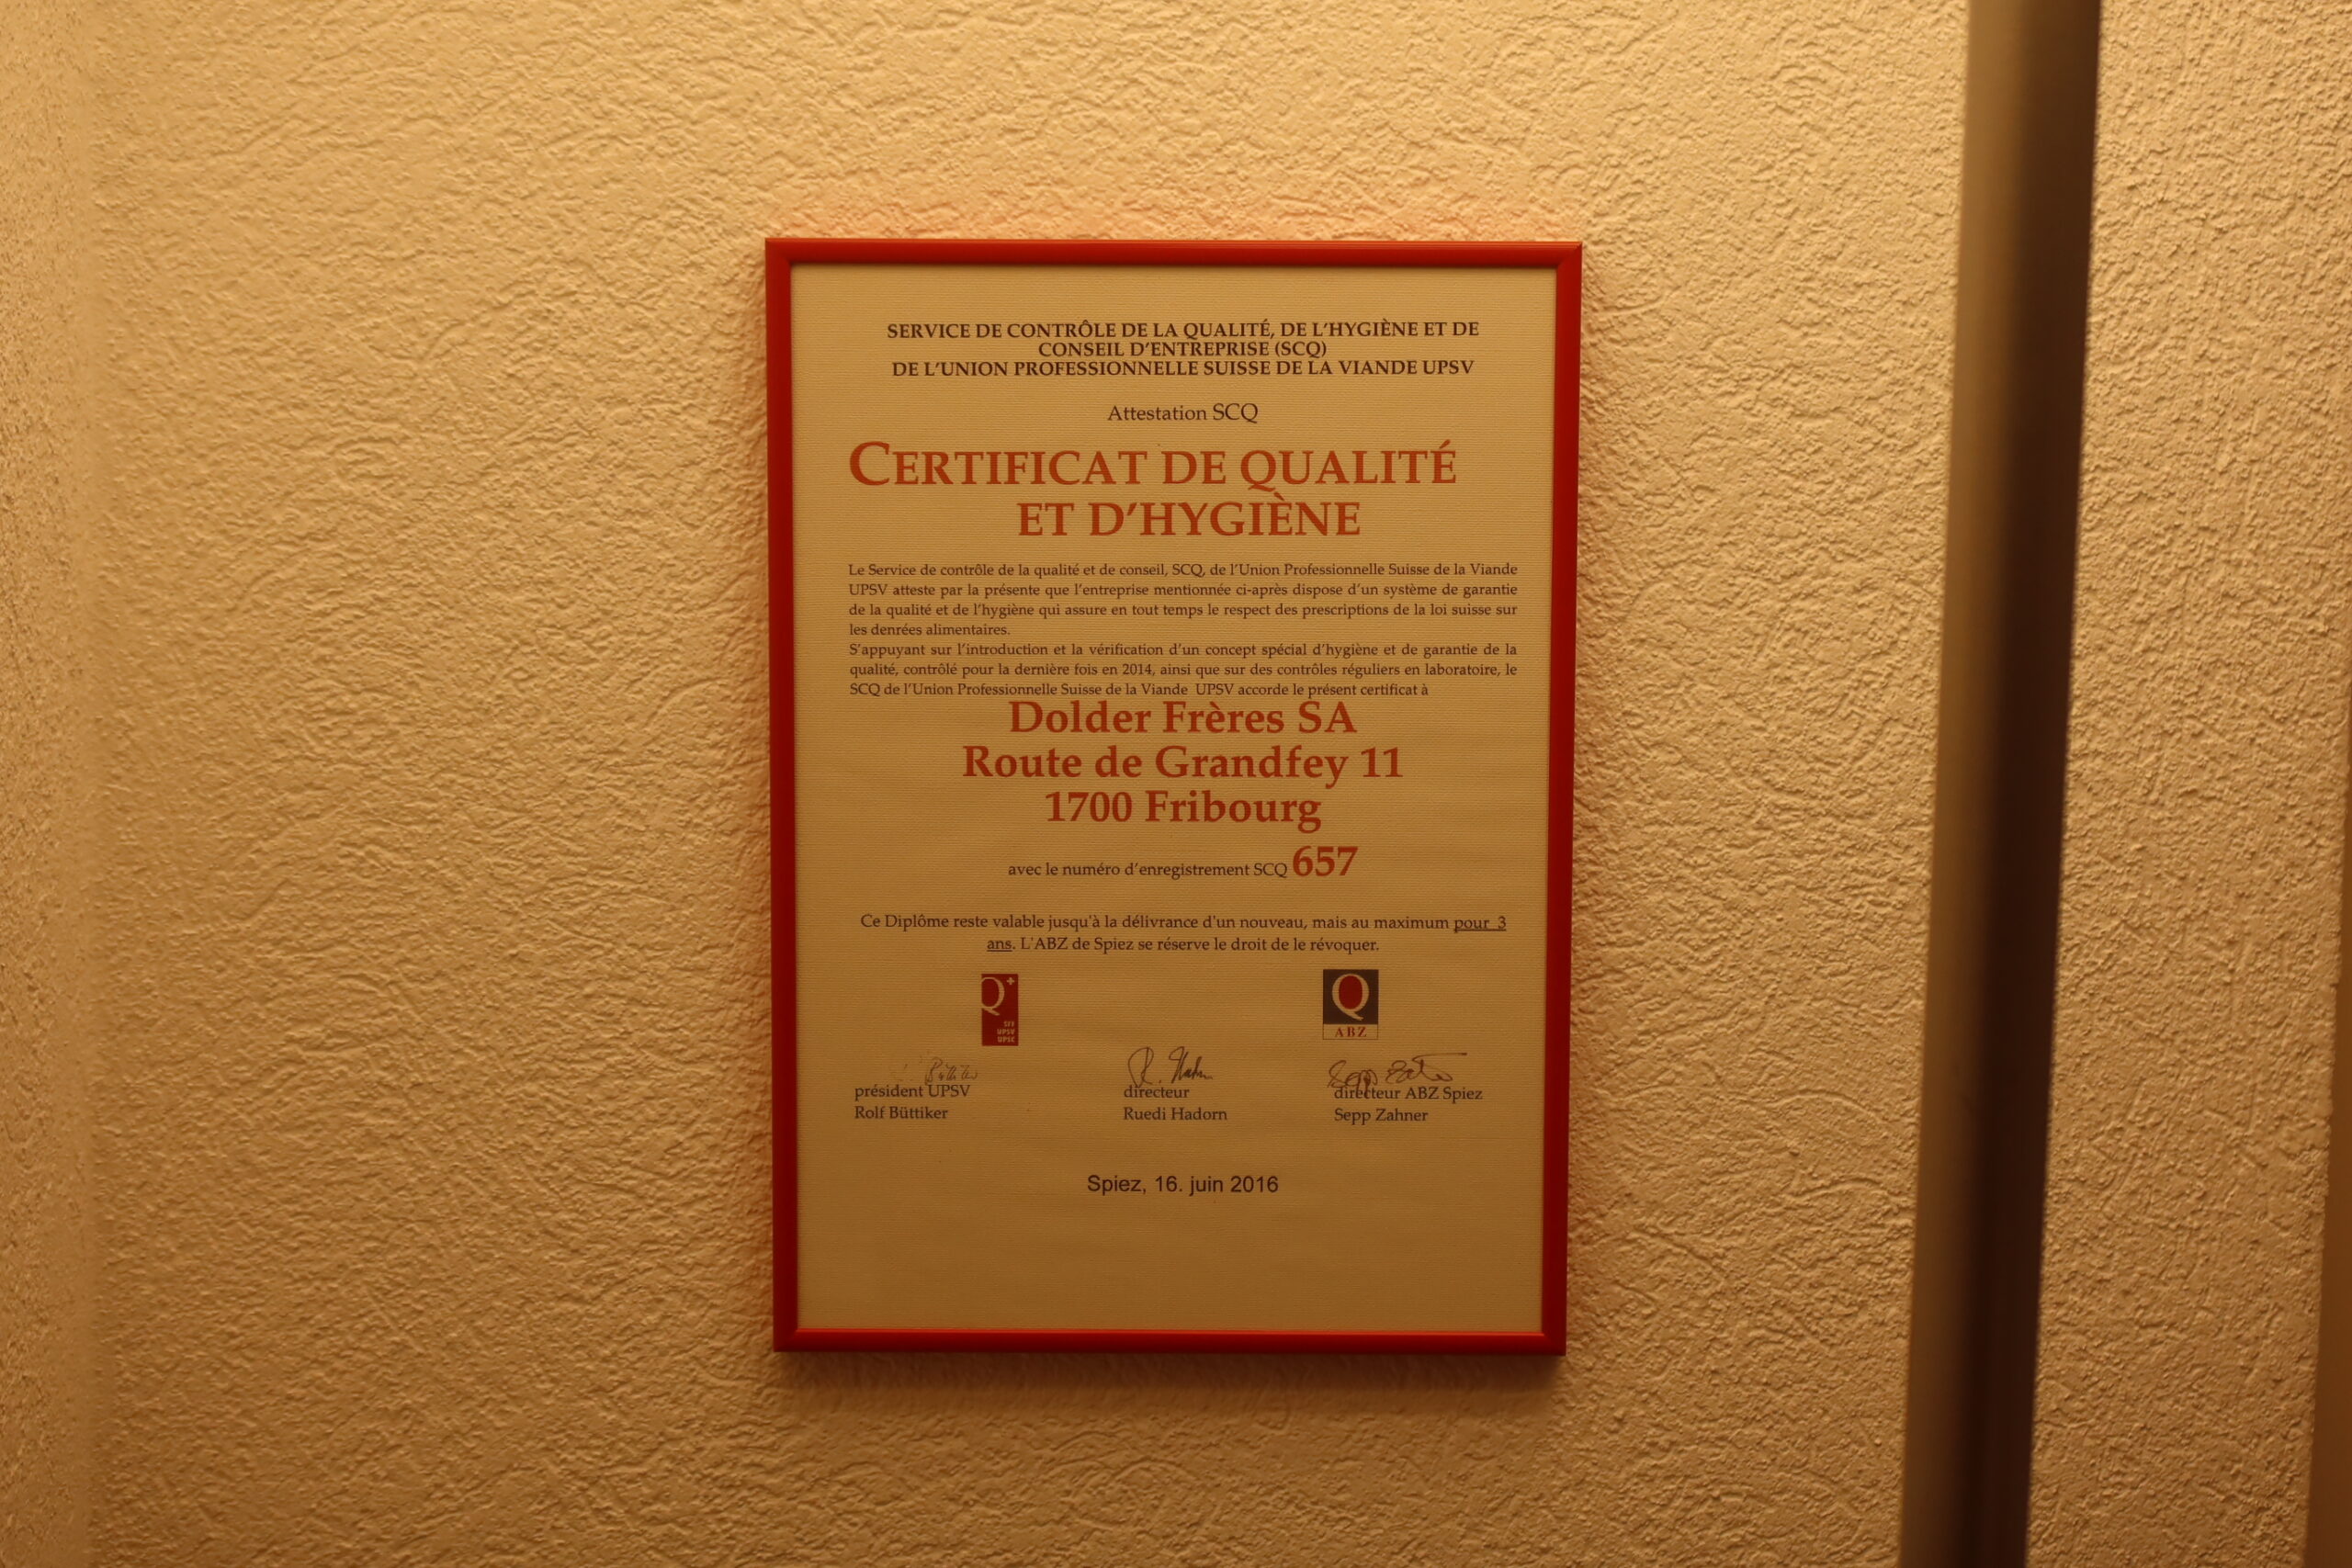 SERVICE DE CONTRÔLE DE LA QUALITÉ, DE L'HYGIÈNE ET DE
CONSEIL D'ENTREPRISE (SCQ)
DE L'UNION PROFESSIONNELLE SUISSE DE LA VIANDE UPSV
Attestation SCQ
CERTIFICAT DE QUALITÉ
ET D'HYGIÈNE
Le Service de contrôle de la qualité et de conseil, SCQ, de l'Union Professionnelle Suisse de la Viande
UPSV atteste par la présente que l'entreprise mentionnée ci-après dispose d'un système de garantie
de la qualité et de l'hygiène qui assure en tout temps le respect des prescriptions de la loi suisse sur
les denrées alimentaires.
S'appuyant sur l'introduction et la vérification d'un concept spécial d'hygiène et de garantie de la
qualité, contrôlé pour la dernière fois en 2014, ainsi que sur des contrôles réguliers en laboratoire, le
SCQ de l'Union Professionnelle Suisse de la Viande UPSV accorde le présent certificat à
Dolder Frères SA
Route de Grandfey 11
1700 Fribourg
avec le numéro d'enregistrement SCQ 657
Ce Diplôme reste valable jusqu'à la délivrance d'un nouveau, mais au maximum pour 3
ans. L'ABZ de Spiez se réserve le droit de le révoquer.
Q+
SFF
UPSV
UPSC
Q
ABZ
R. Hadorn
président UPSV
Rolf Büttiker
directeur
Ruedi Hadorn
directeur ABZ Spiez
Sepp Zahner
Spiez, 16. juin 2016